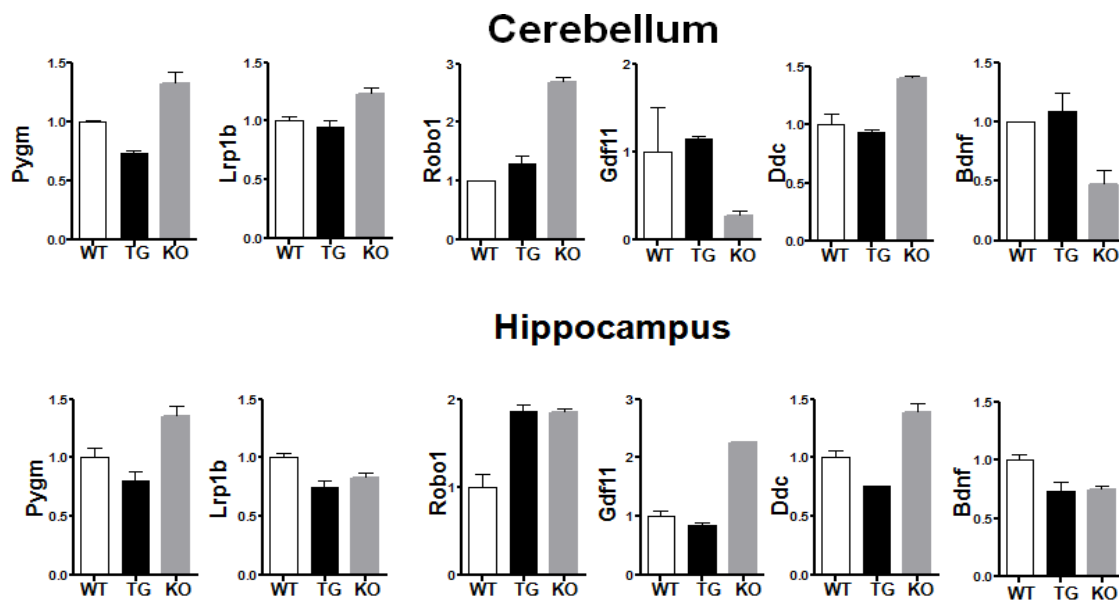 Cerebellum
Pygm
1.5
1.0
0.5
0.0
WT TG KO
Lrp1b
1.5
1.0
0.5
0.0
WT TG KO
Robo1
3
2
1
0
WT TG KO
Gdf11
2
1
0
WT TG KO
Ddc
1.5
1.0
0.5
0.0
WT TG KO
Bdnf
1.5
1.0
0.5
0.0
WT TG KO
Hippocampus
Pygm
1.5
1.0
0.5
0.0
WT TG KO
Lrp1b
1.5
1.0
0.5
0.0
WT TG KO
Robo1
2
1
0
WT TG KO
Gdf11
3
2
1
0
WT TG KO
Ddc
1.5
1.0
0.5
0.0
WT TG KO
Bdnf
1.5
1.0
0.5
0.0
WT TG KO